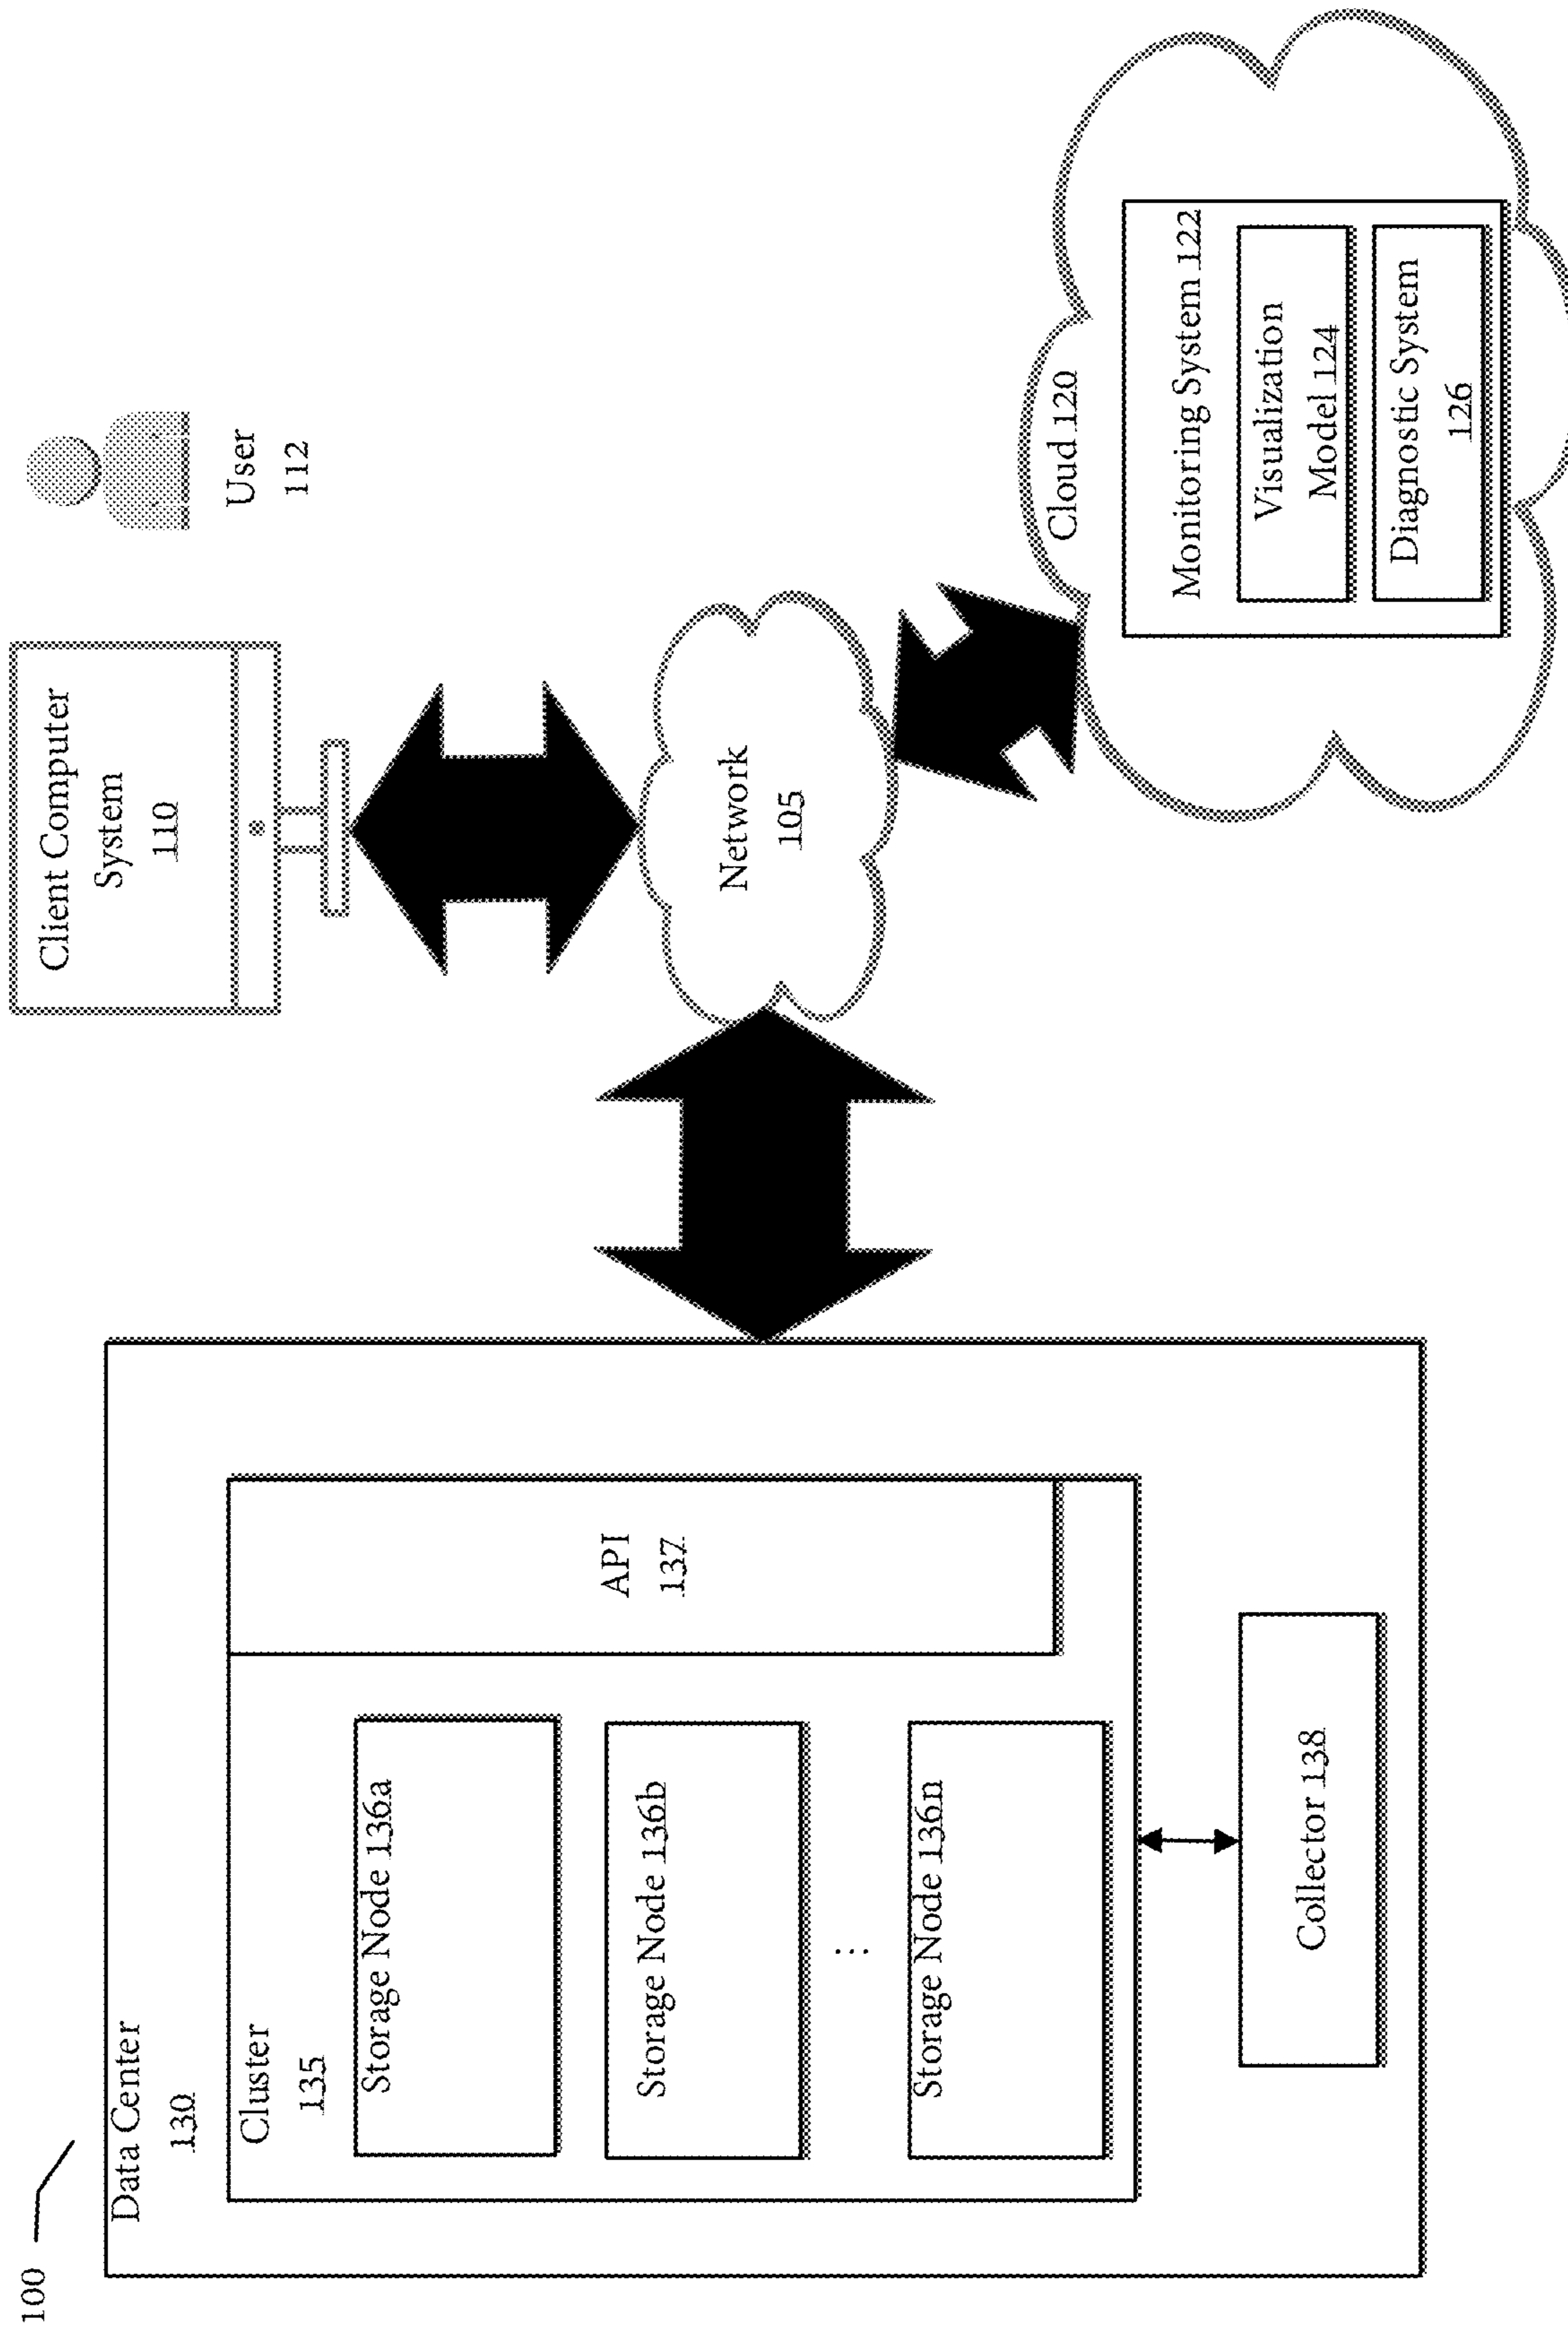 100
Data Center
130
Cluster
135
Storage Node 136a
Storage Node 136b
...
Storage Node 136n
API
137
Collector 138
Client Computer
System
110
User
112
Network
105
Cloud 120
Monitoring System 122
Visualization
Model 124
Diagnostic System
126